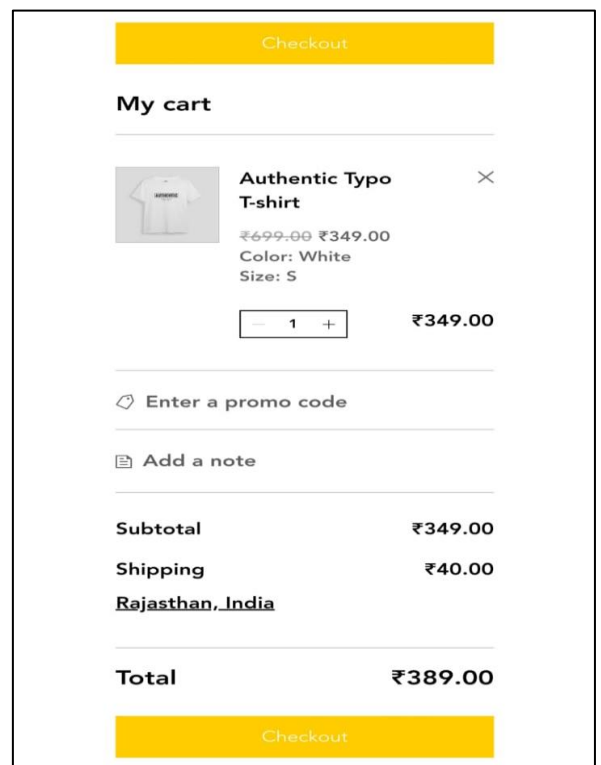 Checkout
My cart
Authentic Typo
T-shirt
₹699.00 ₹349.00
Color: White
Size: S
1 +
₹349.00
Enter a promo code
Add a note
Subtotal ₹349.00
Shipping ₹40.00
Rajasthan, India
Total ₹389.00
Checkout